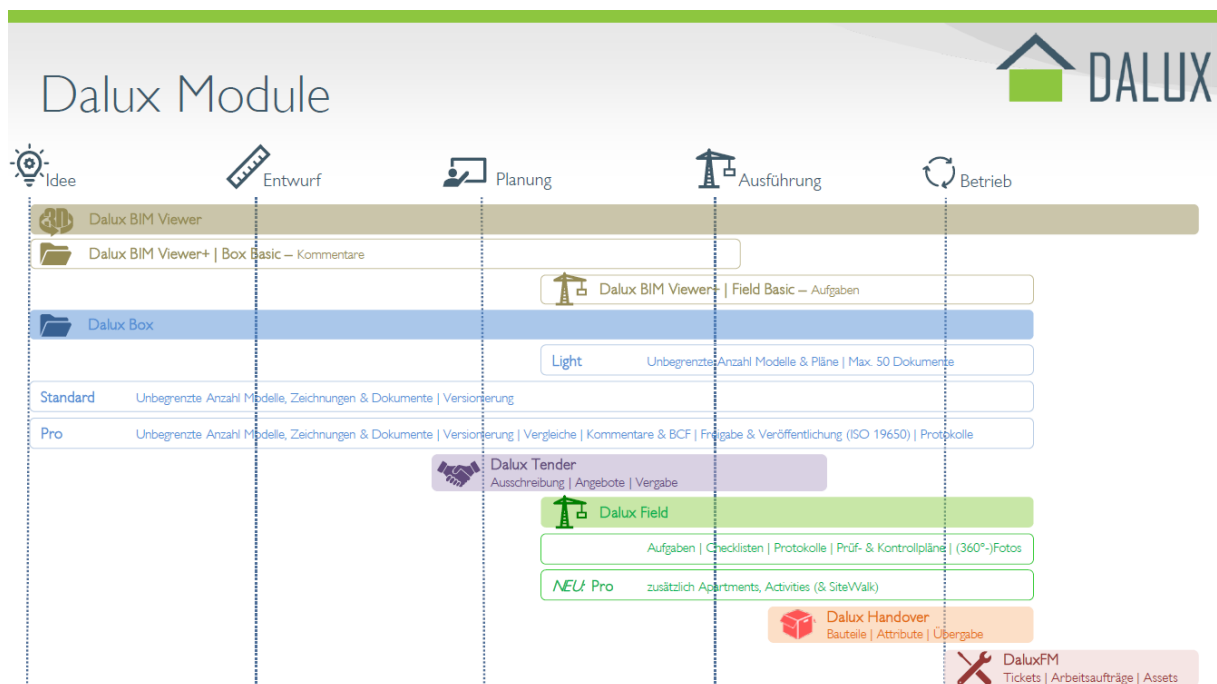 DALUX
Dalux Module
Idee
Entwurf
Planung
Ausführung
Betrieb
3D
Dalux BIM Viewer
Dalux BIM Viewer+ | Box Basic – Kommentare
Dalux BIM Viewer+ | Field Basic – Aufgaben
Dalux Box
Light Unbegrenzte Anzahl Modelle & Pläne | Max. 50 Dokumente
Standard Unbegrenzte Anzahl Modelle, Zeichnungen & Dokumente | Versionierung
Pro Unbegrenzte Anzahl Modelle, Zeichnungen & Dokumente | Versionierung | Vergleiche | Kommentare & BCF | Freigabe & Veröffentlichung (ISO 19650) | Protokolle
Dalux Tender
Ausschreibung | Angebote | Vergabe
Dalux Field
Aufgaben | Checklisten | Protokolle | Prüf- & Kontrollpläne | (360°-)Fotos
NEU: Pro zusätzlich Apartments, Activities (& SiteWalk)
Dalux Handover
Bauteile | Attribute | Übergabe
DaluxFM
Tickets | Arbeitsaufträge | Assets